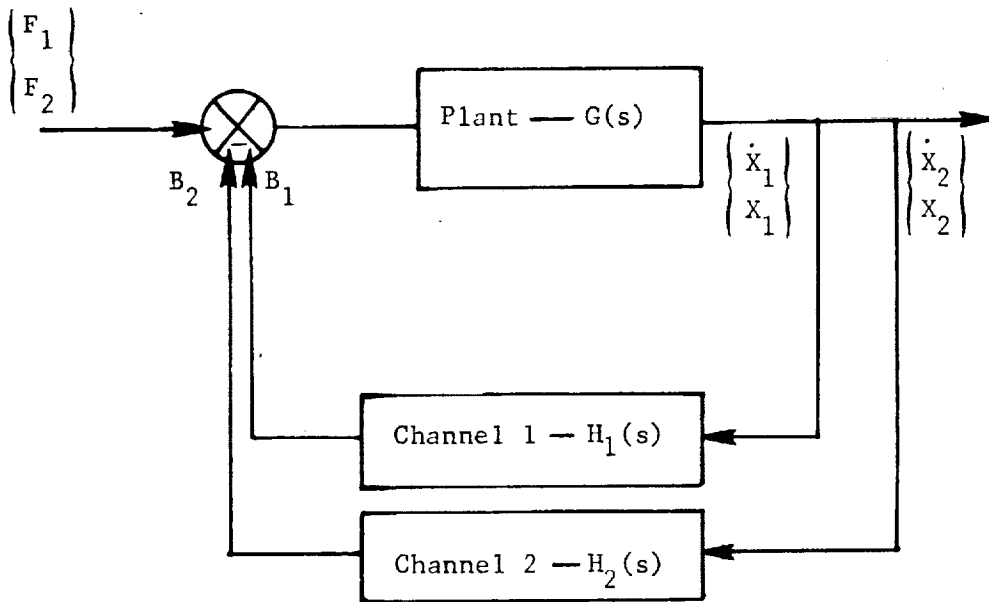 F1
F2
Plant — G(s)
-
B2
B1
Ẋ1
X1
Ẋ2
X2
Channel 1 — H1(s)
Channel 2 — H2(s)